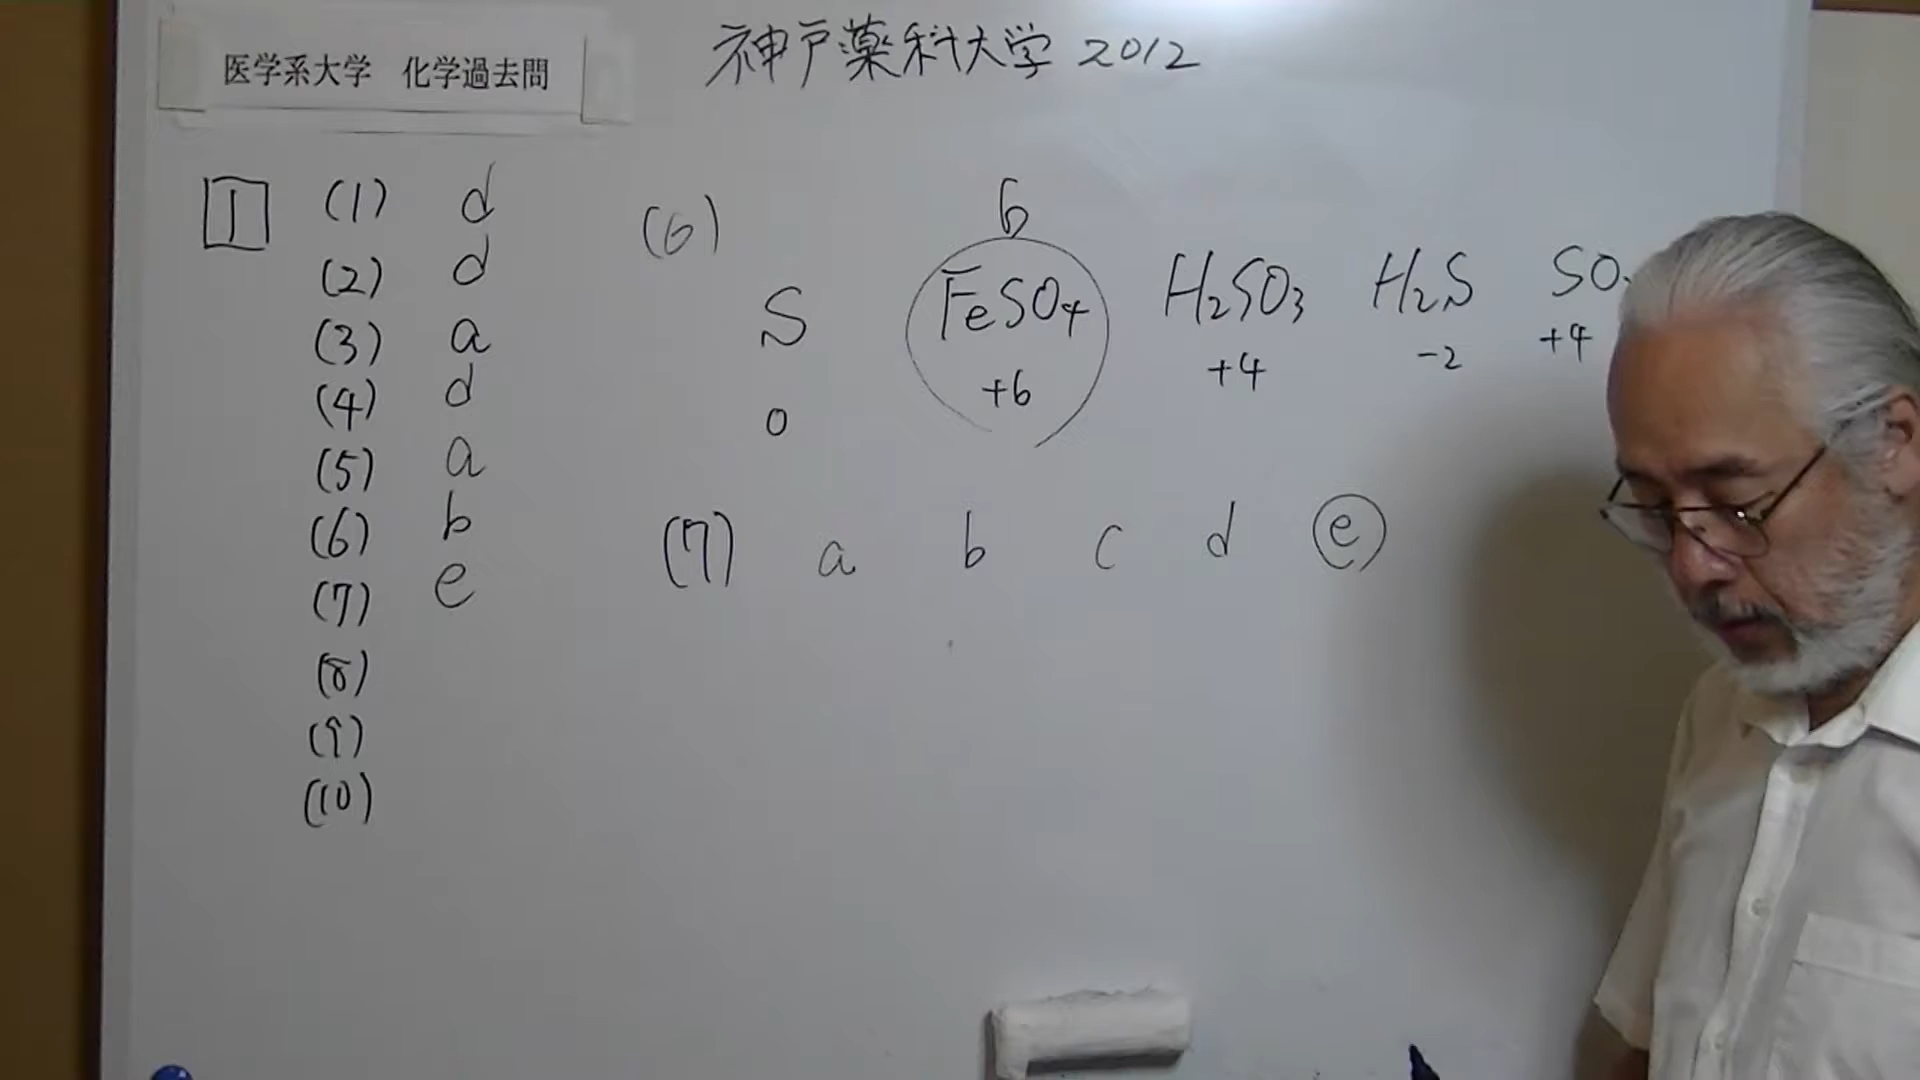 医学系大学 化学過去問
神戸薬科大学 2012
1 (1) d
(2) d
(3) a
(4) d
(5) a
(6) b
(7) e
(8)
(9)
(10)
(6)
b
S FeSO4 H2SO3 H2S SO
0 +6 +4 -2 +4
(7) a b c d e